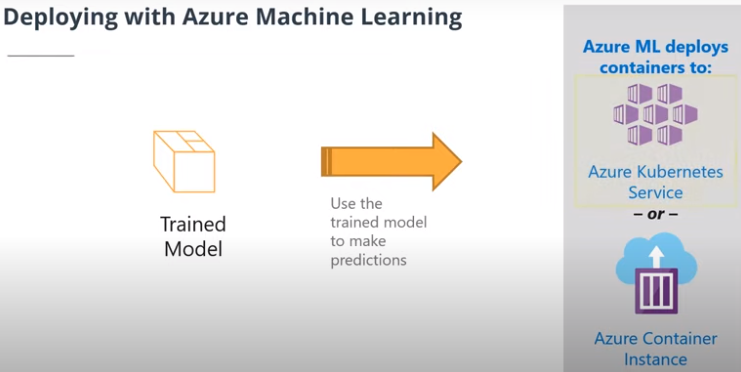 Deploying with Azure Machine Learning
Trained
Model
Use the
trained model
to make
predictions
Azure ML deploys
containers to:
Azure Kubernetes
Service
– or –
Azure Container
Instance